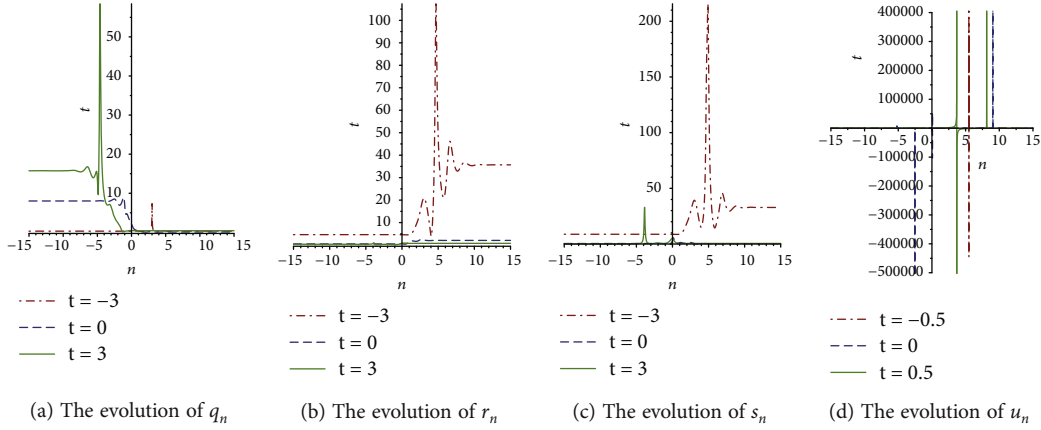 50
40
30
20
10
t
−15 −10 −5 0 5 10 15
n
t = −3
t = 0
t = 3
(a) The evolution of qₙ
100
90
80
70
60
50
40
30
20
10
t
−15 −10 −5 0 5 10 15
n
t = −3
t = 0
t = 3
(b) The evolution of rₙ
200
150
100
50
t
−15 −10 −5 0 5 10 15
n
t = −3
t = 0
t = 3
(c) The evolution of sₙ
400000
300000
200000
100000
t
−15 −10 −5 0 5 10 15
n
−100000
−200000
−300000
−400000
−500000
t = −0.5
t = 0
t = 0.5
(d) The evolution of uₙ